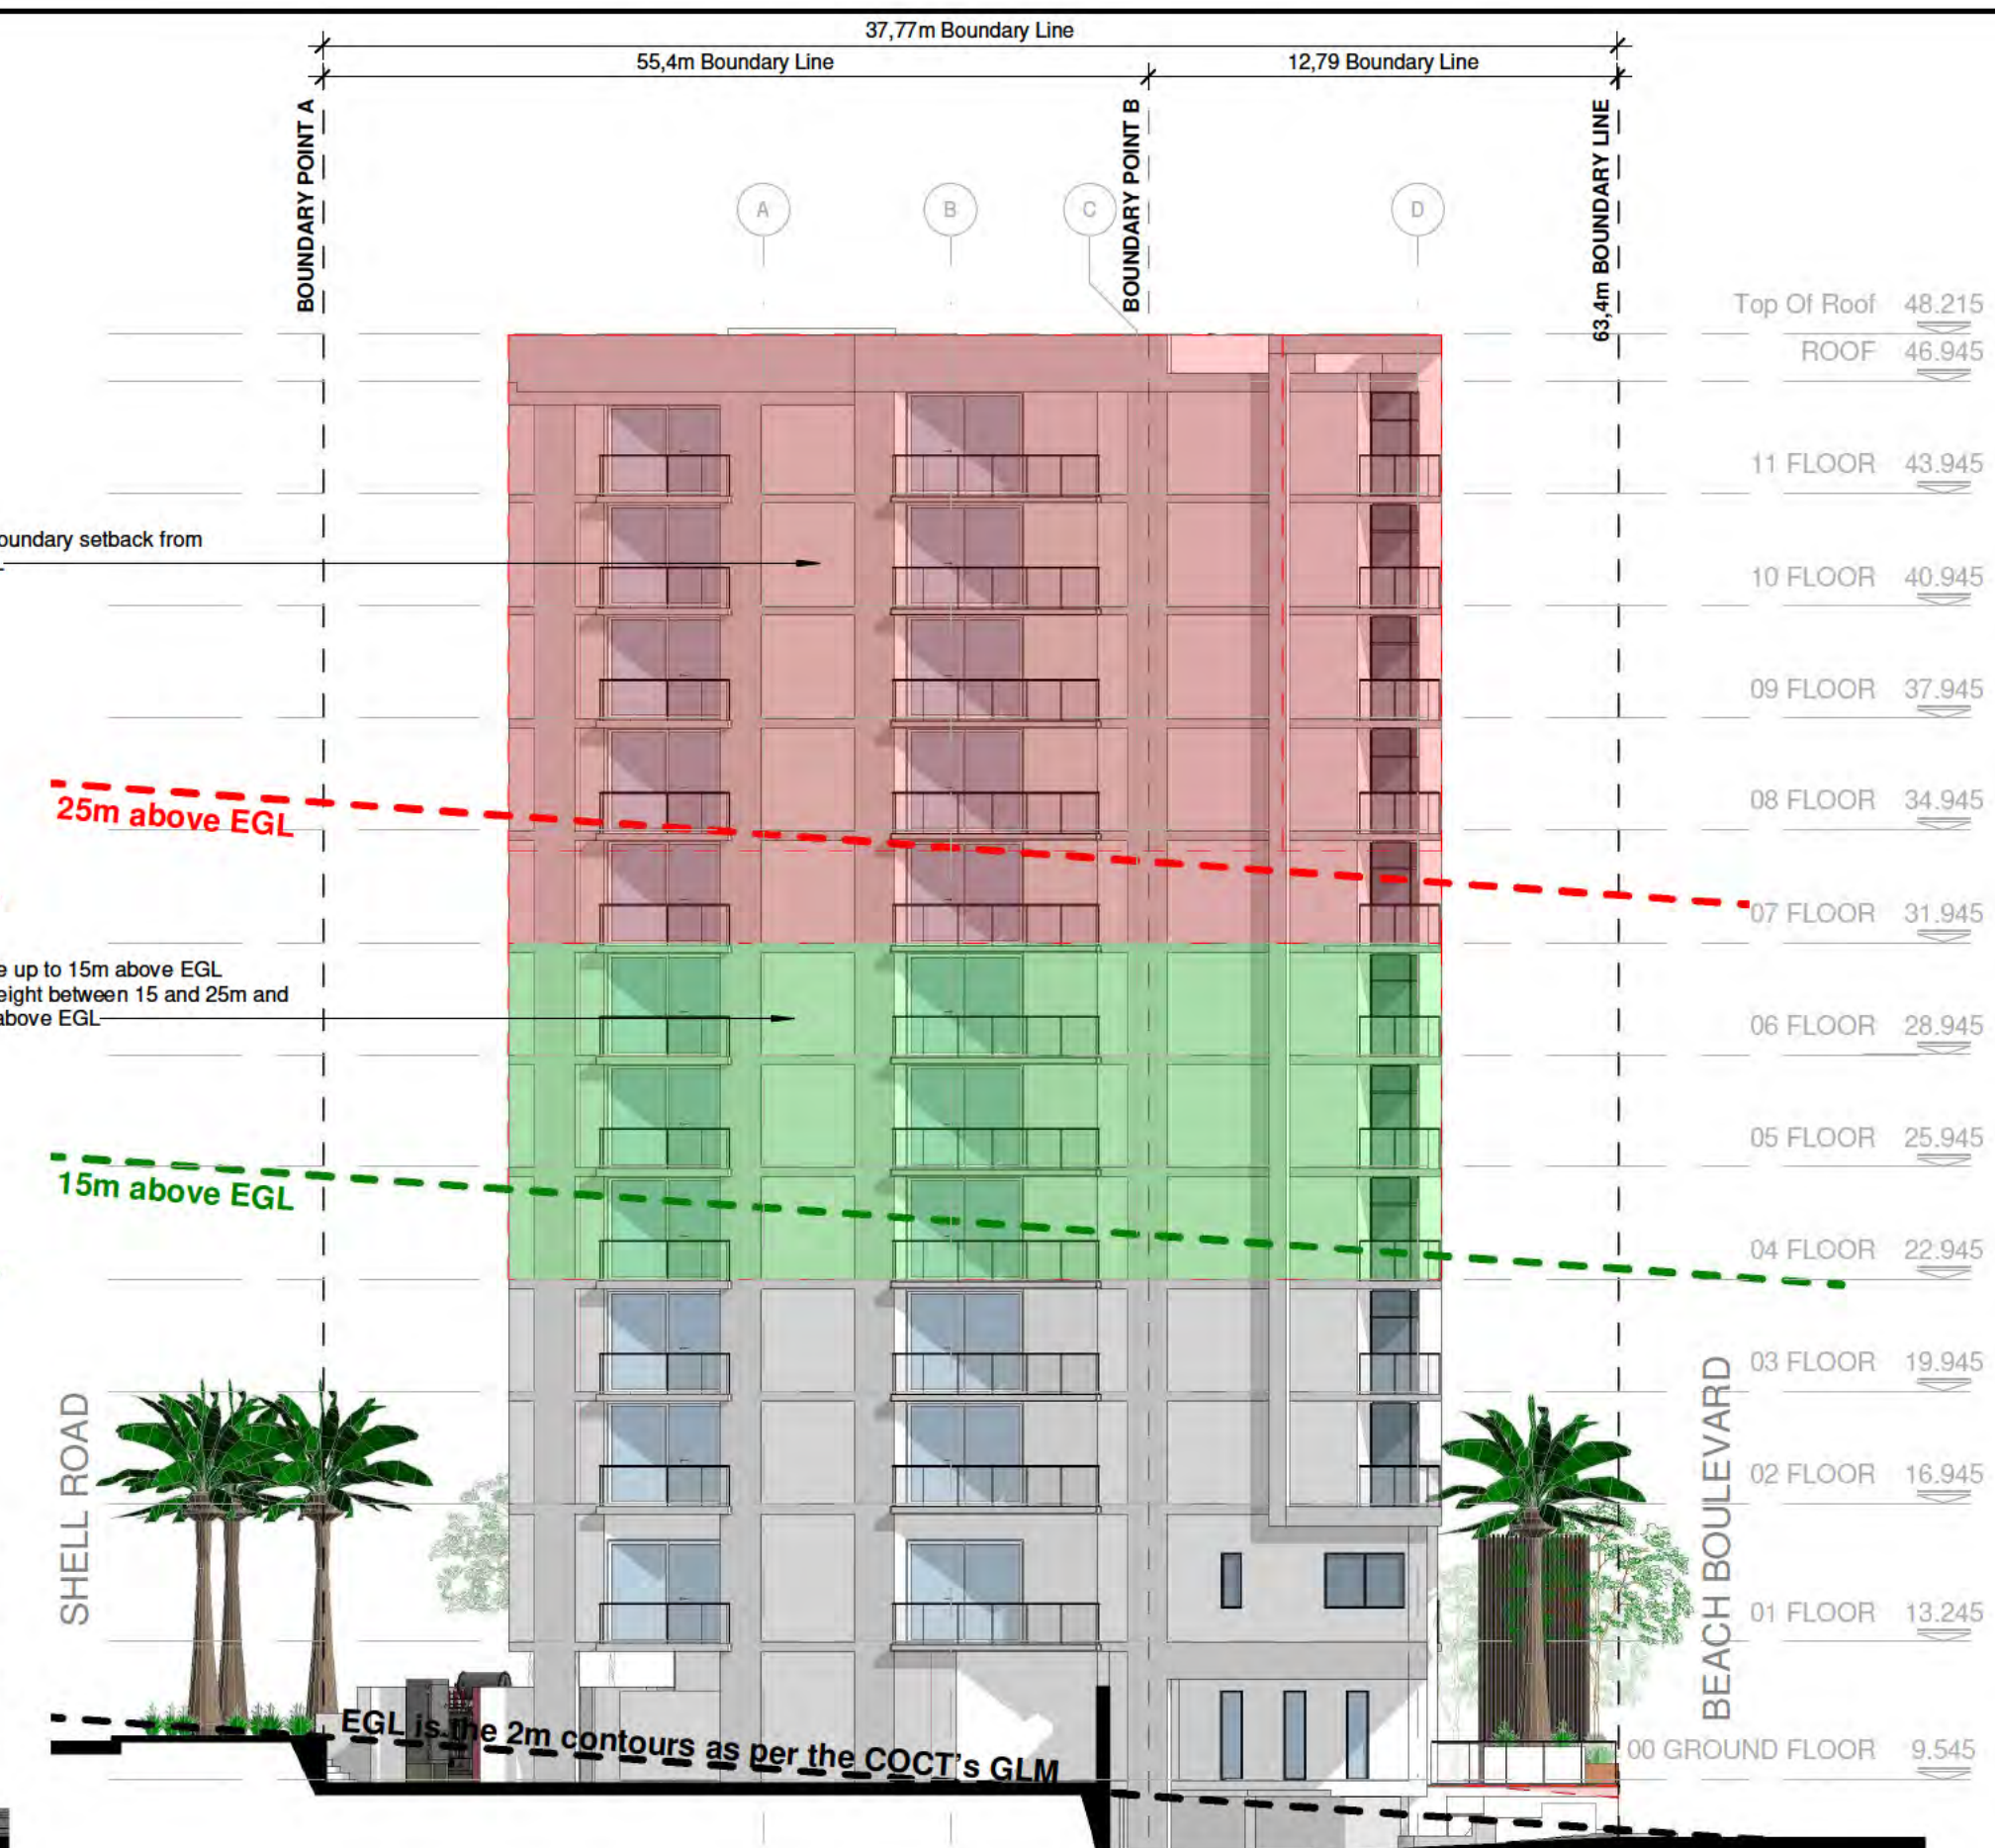 37,77m Boundary Line
55,4m Boundary Line
12,79 Boundary Line
BOUNDARY POINT A
BOUNDARY POINT B
63,4m BOUNDARY LINE
A
B
C
D
Top Of Roof 48.215
ROOF 46.945
11 FLOOR 43.945
oundary setback from
10 FLOOR 40.945
09 FLOOR 37.945
25m above EGL
08 FLOOR 34.945
07 FLOOR 31.945
e up to 15m above EGL
eight between 15 and 25m and
above EGL
06 FLOOR 28.945
05 FLOOR 25.945
15m above EGL
04 FLOOR 22.945
03 FLOOR 19.945
SHELL ROAD
BEACH BOULEVARD
02 FLOOR 16.945
01 FLOOR 13.245
EGL is the 2m contours as per the COCT's GLM
00 GROUND FLOOR 9.545